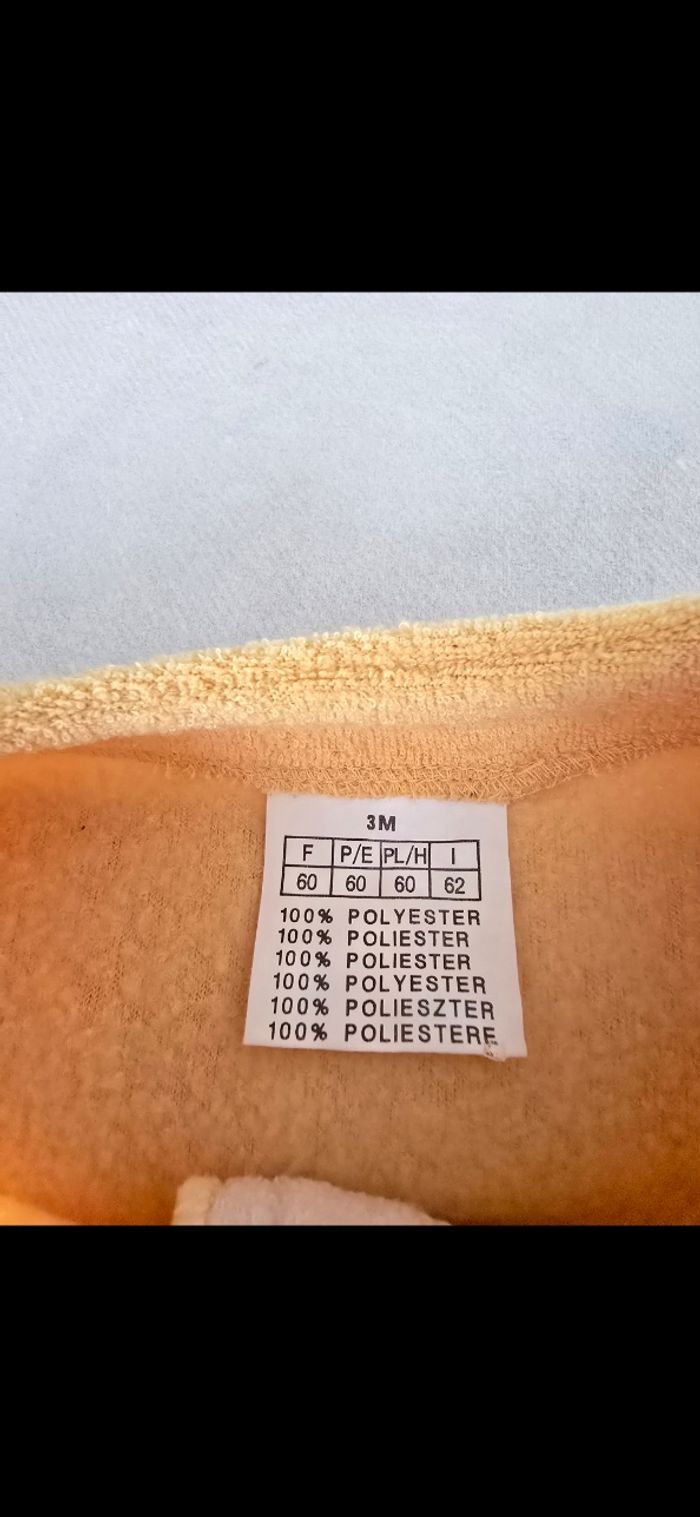 3M
F P/E PL/H I
60 60 60 62
100% POLYESTER
100% POLIESTER
100% POLIESTER
100% POLYESTER
100% POLIESZTER
100% POLIESTERE